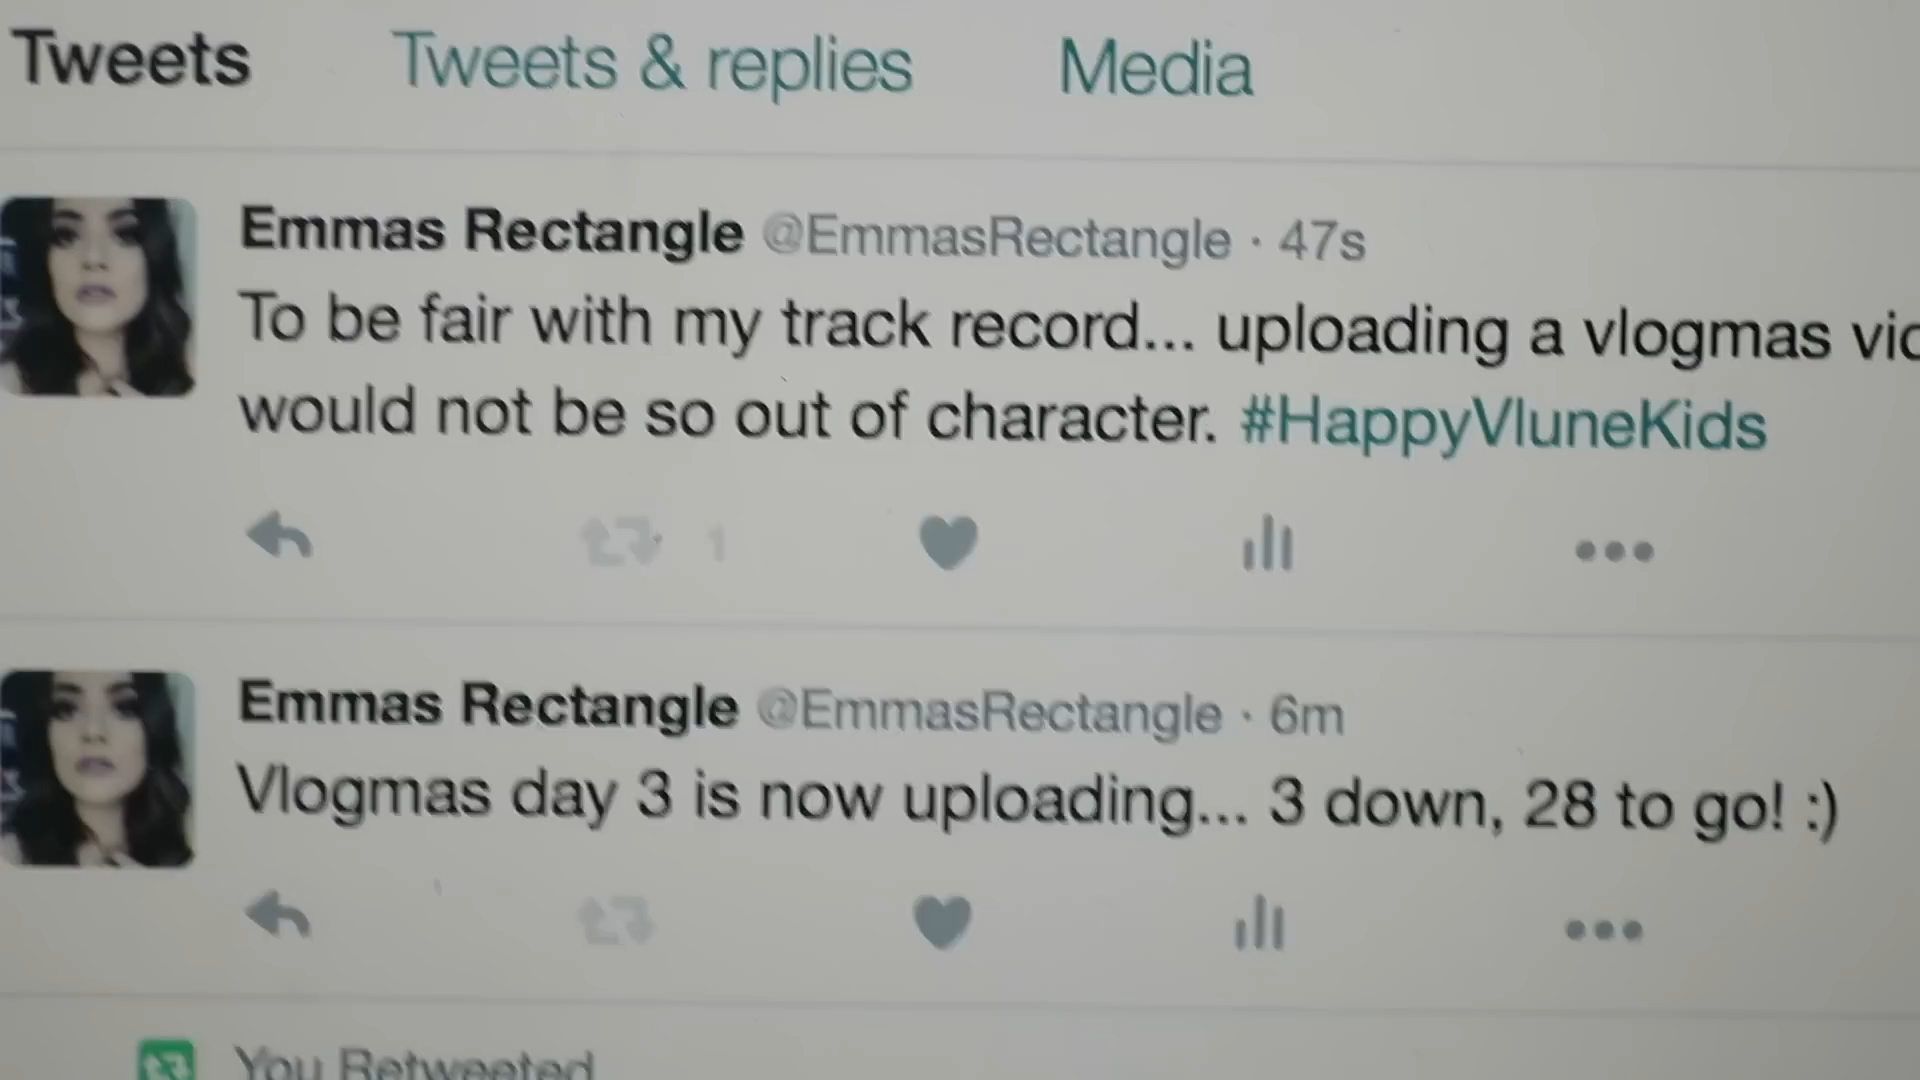 Tweets Tweets & replies Media
Emmas Rectangle @EmmasRectangle · 47s
To be fair with my track record... uploading a vlogmas
would not be so out of character. #HappyVluneKids
1
Emmas Rectangle @EmmasRectangle · 6m
Vlogmas day 3 is now uploading... 3 down, 28 to go! :)
You Retweeted